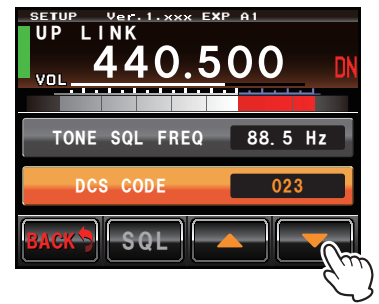 SETUP Ver.1.xxx EXP A1
UP LINK
VOL 440.500 DN
TONE SQL FREQ 88.5 Hz
DCS CODE 023
BACK SQL